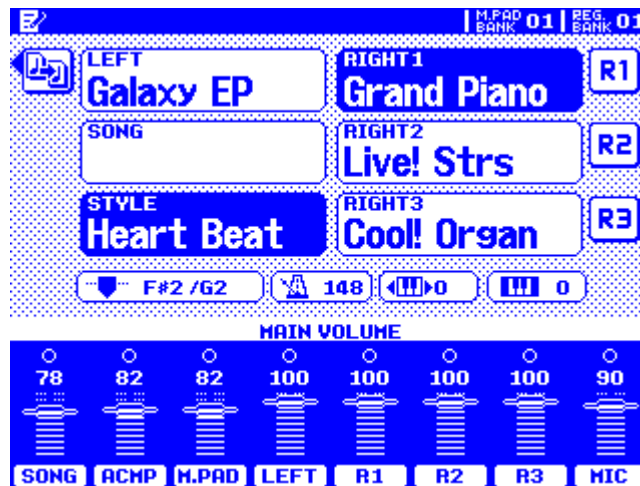 M.PAD BANK 01 REG. BANK 01
LEFT
Galaxy EP
RIGHT1
Grand Piano
R1
SONG
RIGHT2
Live! Strs
R2
STYLE
Heart Beat
RIGHT3
Cool! Organ
R3
F#2 /G2
148
0
0
MAIN VOLUME
78 82 82 100 100 100 100 90
SONG ACMP M.PAD LEFT R1 R2 R3 MIC